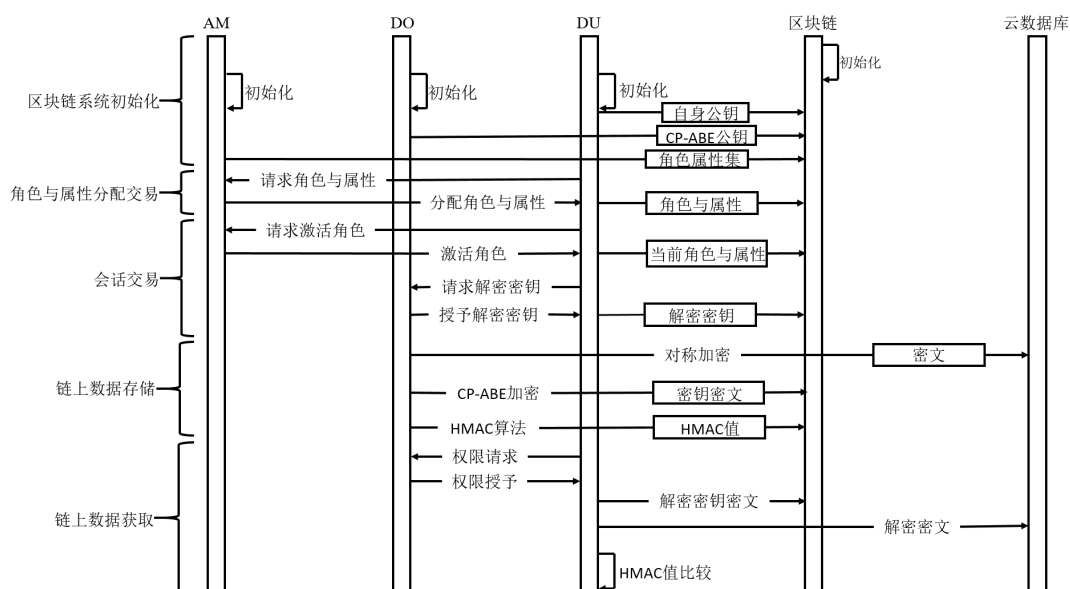 AM DO DU 区块链 云数据库
初始化
区块链系统初始化 初始化 初始化 初始化
自身公钥
CP-ABE公钥
角色属性集
角色与属性分配交易 请求角色与属性
分配角色与属性 角色与属性
请求激活角色
会话交易 激活角色 当前角色与属性
请求解密密钥
授予解密密钥 解密密钥
对称加密 密文
链上数据存储 CP-ABE加密 密钥密文
HMAC算法 HMAC值
权限请求
权限授予
解密密钥密文
链上数据获取 解密密文
HMAC值比较